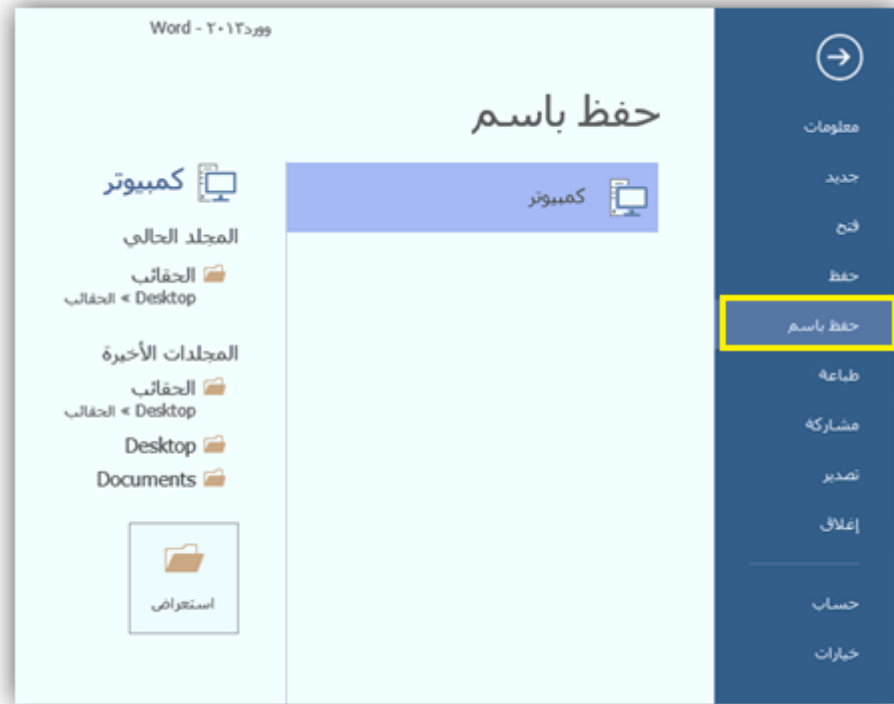 وورد٢٠١٣ - Word
معلومات
جديد
فتح
حفظ
حفظ باسم
طباعة
مشاركة
تصدير
إغلاق
حساب
خيارات
حفظ باسم
كمبيوتر
كمبيوتر
المجلد الحالي
الحقائب
Desktop » الحقائب
المجلدات الأخيرة
الحقائب
Desktop » الحقائب
Desktop
Documents
استعراض